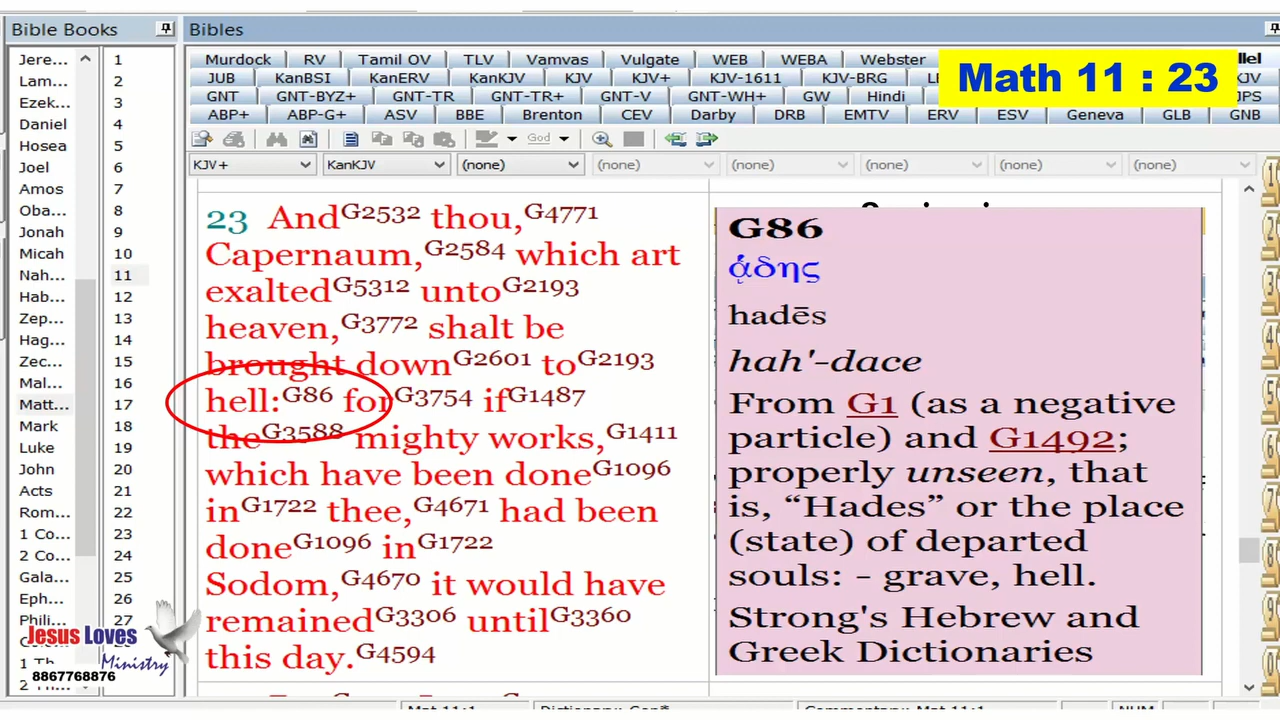 Bible Books
Bibles
Jere...
Lam...
Ezek...
Daniel
Hosea
Joel
Amos
Oba...
Jonah
Micah
Nah...
Hab...
Zep...
Hag...
Zec...
Mal...
Matt...
Mark
Luke
John
Acts
Rom...
1 Co...
2 Co...
Gala...
Eph...
Phili...
1 Th...
1
2
3
4
5
6
7
8
9
10
11
12
13
14
15
16
17
18
19
20
21
22
23
24
25
26
27
Murdock RV Tamil OV TLV Vamvas Vulgate WEB WEBA Webster
JUB KanBSI KanERV KanKJV KJV KJV+ KJV-1611 KJV-BRG
GNT GNT-BYZ+ GNT-TR GNT-TR+ GNT-V GNT-WH+ GW Hindi
ABP+ ABP-G+ ASV BBE Brenton CEV Darby DRB EMTV ERV ESV Geneva GLB GNB
Math 11 : 23
God
KJV+ KanKJV (none) (none) (none) (none) (none) (none)
23 AndG2532 thou,G4771
Capernaum,G2584 which art
exaltedG5312 untoG2193
heaven,G3772 shalt be
brought downG2601 toG2193
hell:G86 forG3754 ifG1487
theG3588 mighty works,G1411
which have been doneG1096
inG1722 thee,G4671 had been
doneG1096 inG1722
Sodom,G4670 it would have
remainedG3306 untilG3360
this day.G4594
G86
ᾅδης
hadēs
hah'-dace
From G1 (as a negative
particle) and G1492;
properly unseen, that
is, “Hades” or the place
(state) of departed
souls: - grave, hell.
Strong's Hebrew and
Greek Dictionaries
Jesus Loves
Ministry
8867768876